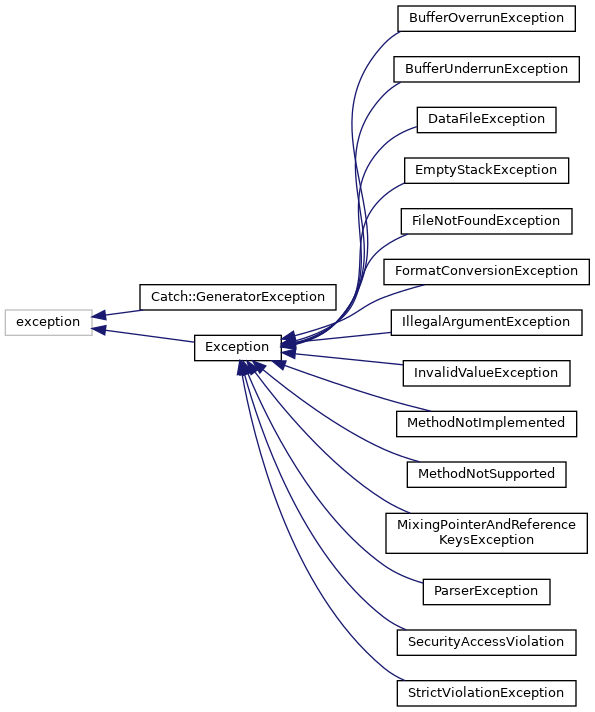 BufferOverrunException
BufferUnderrunException
DataFileException
EmptyStackException
FileNotFoundException
FormatConversionException
Catch::GeneratorException
exception
IllegalArgumentException
Exception
InvalidValueException
MethodNotImplemented
MethodNotSupported
MixingPointerAndReference
KeysException
ParserException
SecurityAccessViolation
StrictViolationException